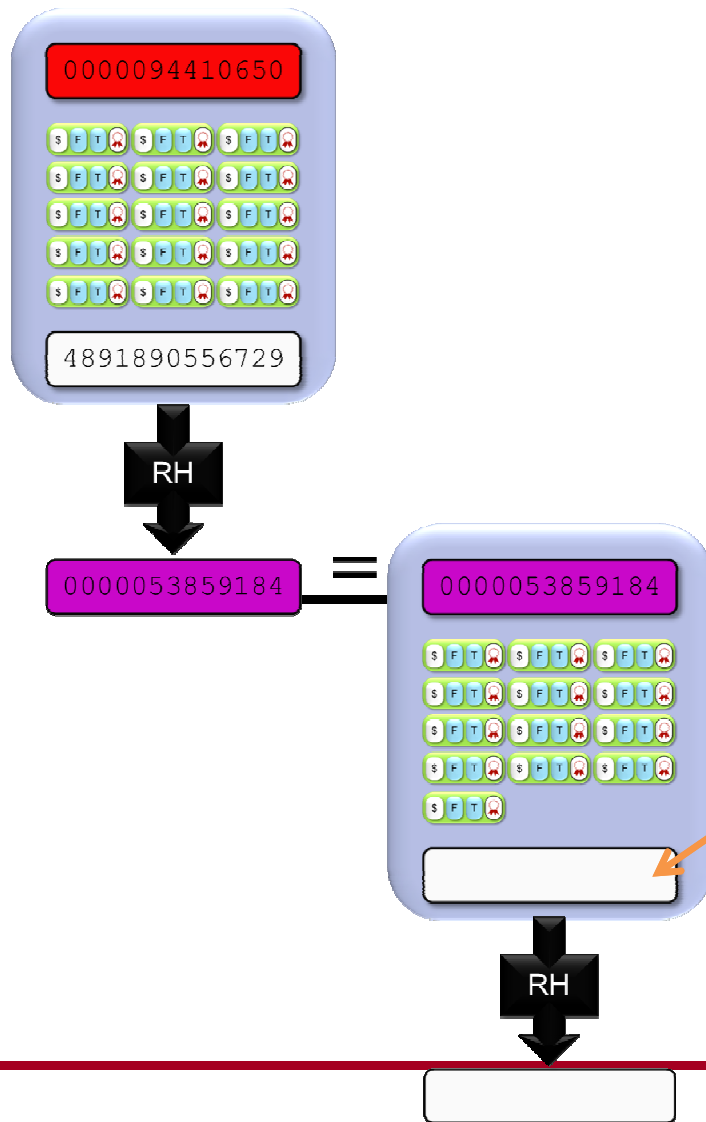 0000094410650
$ F T $ F T $ F T
$ F T $ F T $ F T
$ F T $ F T $ F T
$ F T $ F T $ F T
$ F T $ F T $ F T
4891890556729
RH
0000053859184
=
0000053859184
$ F T $ F T $ F T
$ F T $ F T $ F T
$ F T $ F T $ F T
$ F T $ F T $ F T
$ F T
RH